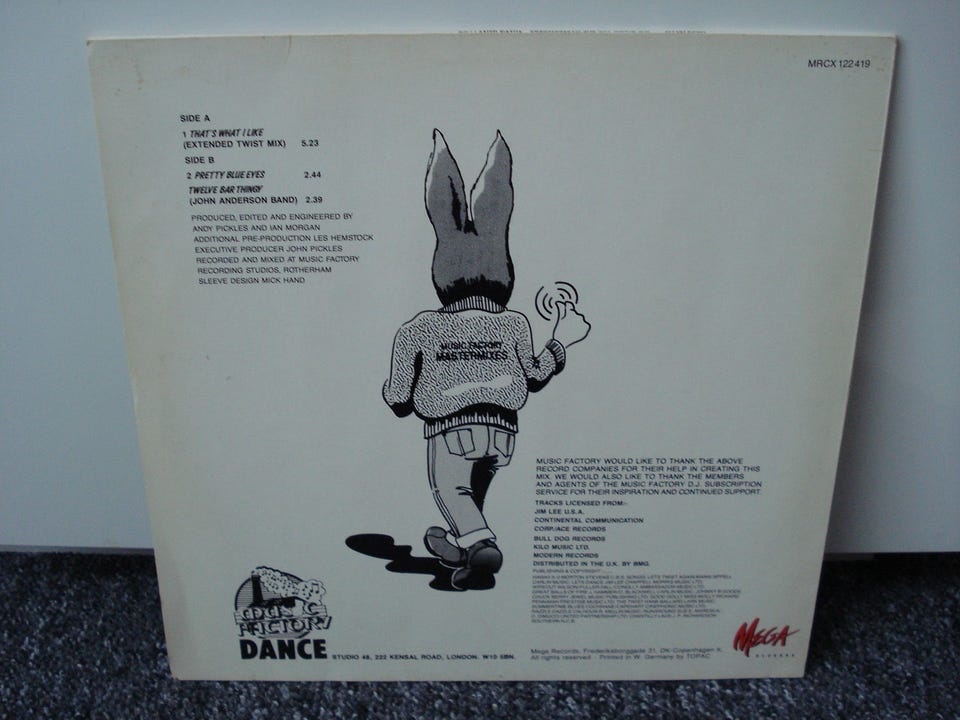 MRCX 122419
SIDE A
1 THAT'S WHAT I LIKE
(EXTENDED TWIST MIX) 5.23
SIDE B
2 PRETTY BLUE EYES 2.44
TWELVE BAR THINGY
(JOHN ANDERSON BAND) 2.39
PRODUCED, EDITED AND ENGINEERED BY
ANDY PICKLES AND IAN MORGAN
ADDITIONAL PRE-PRODUCTION LES HEMSTOCK
EXECUTIVE PRODUCER JOHN PICKLES
RECORDED AND MIXED AT MUSIC FACTORY
RECORDING STUDIOS, ROTHERHAM
SLEEVE DESIGN MICK HAND
MUSIC FACTORY
MASTERMIXES
MUSIC FACTORY WOULD LIKE TO THANK THE ABOVE
RECORD COMPANIES FOR THEIR HELP IN CREATING THIS
MIX. WE WOULD ALSO LIKE TO THANK THE MEMBERS
AND AGENTS OF THE MUSIC FACTORY D.J. SUBSCRIPTION
SERVICE FOR THEIR INSPIRATION AND CONTINUED SUPPORT.
TRACKS LICENSED FROM:-
JIM LEE U.S.A.
CONTINENTAL COMMUNICATION
CORP./ACE RECORDS
BULL DOG RECORDS
KILO MUSIC LTD.
MODERN RECORDS
DISTRIBUTED IN THE U.K. BY BMG.
PUBLISHING & COPYRIGHT
MUSIC
FACTORY
DANCE
STUDIO 48, 222 KENSAL ROAD, LONDON. W10 5BN.
Mega Records, Frederiksborggade 31, DK-Copenhagen K.
All rights reserved - Printed in W. Germany by TOPAC
MEGA
RECORDS